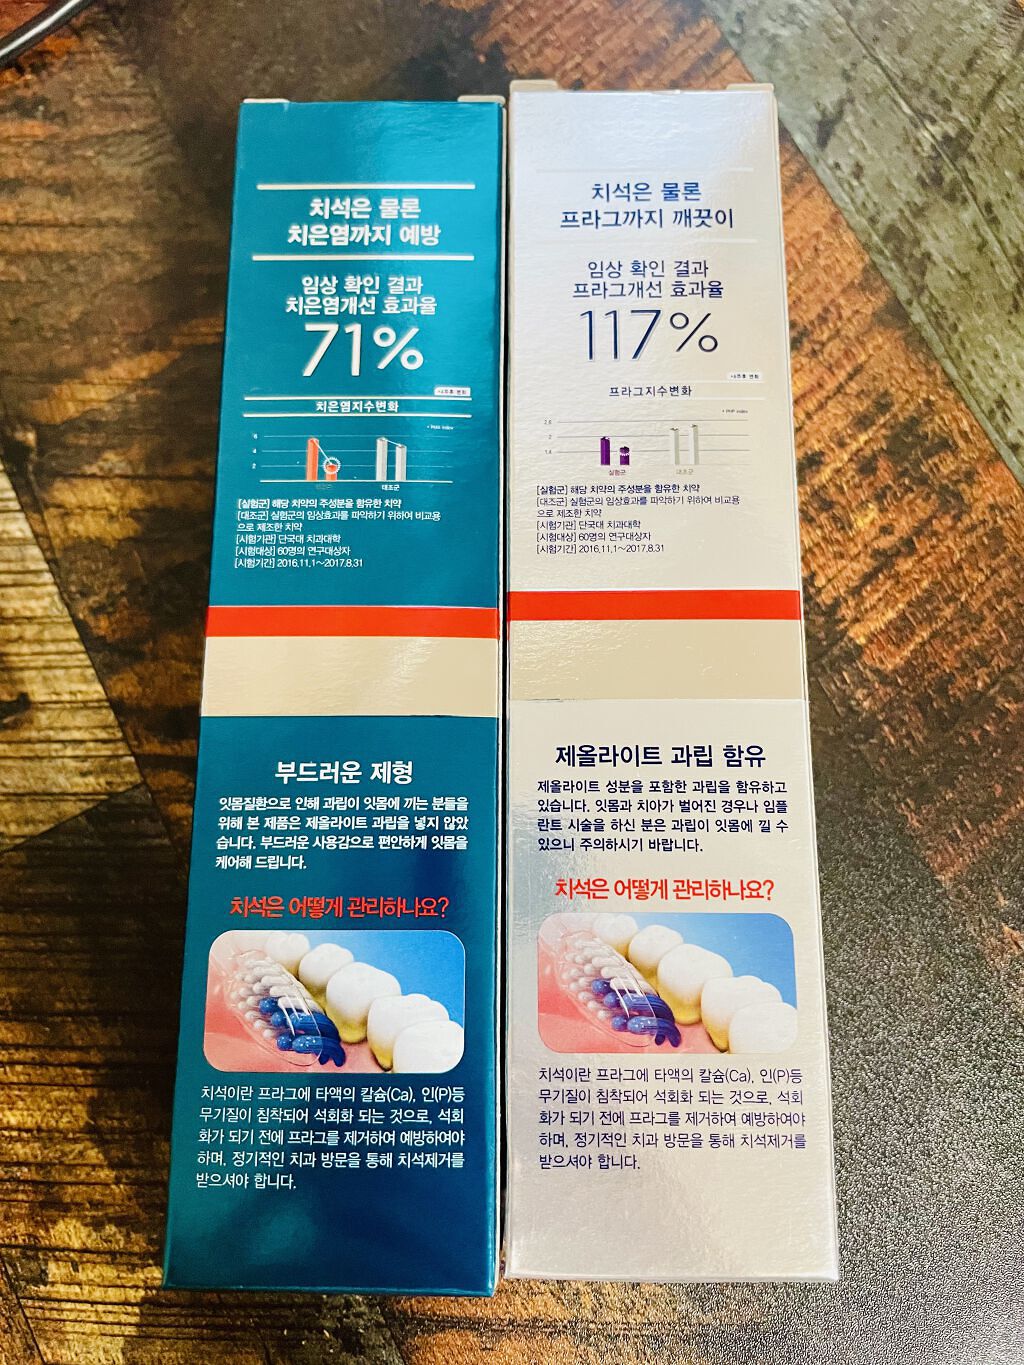 치석은 물론
치은염까지 예방
임상 확인 결과
치은염개선 효과율
71%
치은염지수변화
대조군
[실험군] 해당 치약의 주성분을 함유한 치약
[대조군] 실험군의 임상효과를 파악하기 위하여 비교용
으로 제조한 치약
[시험기관] 단국대 치과대학
[시험대상] 60명의 연구대상자
[시험기간] 2016.11.1~2017.8.31
부드러운 제형
잇몸질환으로 인해 과립이 잇몸에 끼는 분들을
위해 본 제품은 제올라이트 과립을 넣지 않았
습니다. 부드러운 사용감으로 편안하게 잇몸을
케어해 드립니다.
치석은 어떻게 관리하나요?
치석이란 프라그에 타액의 칼슘(Ca), 인(P)등
무기질이 침착되어 석회화 되는 것으로, 석회
화가 되기 전에 프라그를 제거하여 예방하여야
하며, 정기적인 치과 방문을 통해 치석제거를
받으셔야 합니다.
치석은 물론
프라그까지 깨끗이
임상 확인 결과
프라그개선 효과율
117%
프라그지수변화
실험군
대조군
[실험군] 해당 치약의 주성분을 함유한 치약
[대조군] 실험군의 임상효과를 파악하기 위하여 비교용
으로 제조한 치약
[시험기관] 단국대 치과대학
[시험대상] 60명의 연구대상자
[시험기간] 2016.11.1~2017.8.31
제올라이트 과립 함유
제올라이트 성분을 포함한 과립을 함유하고
있습니다. 잇몸과 치아가 벌어진 경우나 임플
란트 시술을 하신 분은 과립이 잇몸에 낄 수
있으니 주의하시기 바랍니다.
치석은 어떻게 관리하나요?
치석이란 프라그에 타액의 칼슘(Ca), 인(P)등
무기질이 침착되어 석회화 되는 것으로, 석회
화가 되기 전에 프라그를 제거하여 예방하여야
하며, 정기적인 치과 방문을 통해 치석제거를
받으셔야 합니다.